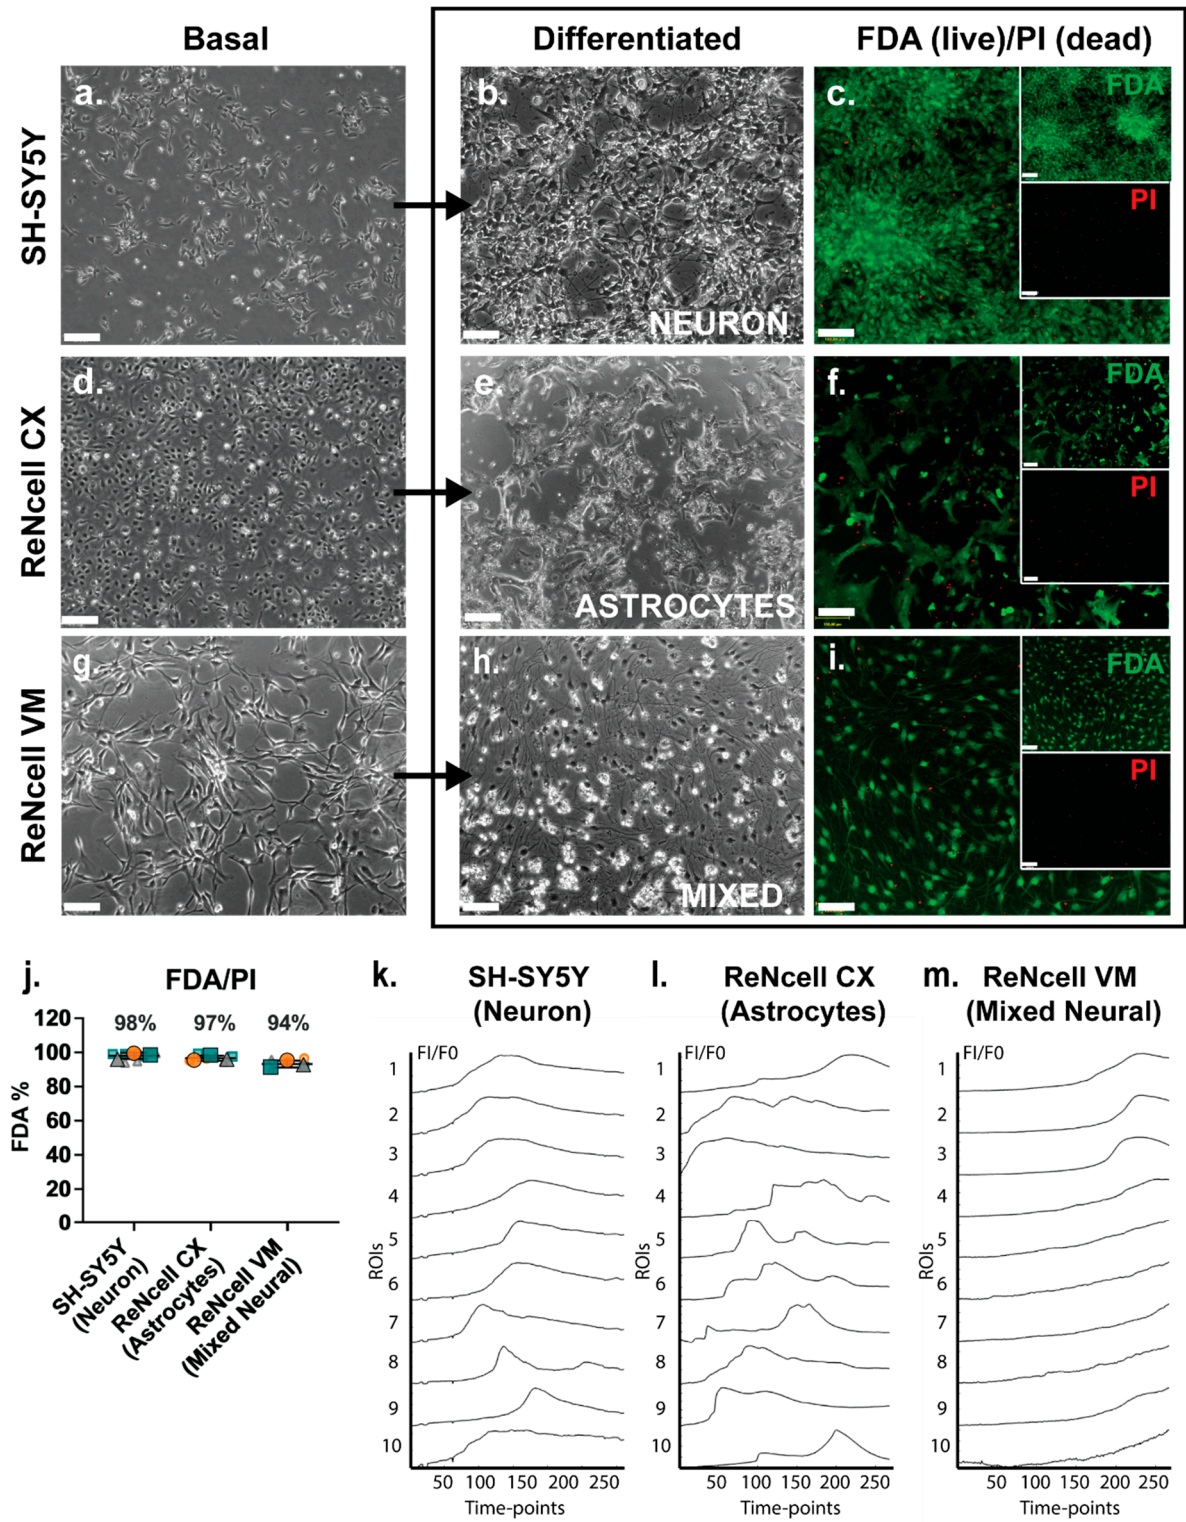 Basal
Differentiated
FDA (live)/PI (dead)
SH-SY5Y
a.
b.
NEURON
c.
FDA
PI
ReNcell CX
d.
e.
ASTROCYTES
f.
FDA
PI
ReNcell VM
g.
h.
MIXED
i.
FDA
PI
j.
FDA/PI
98%
97%
94%
FDA %
120
100
80
60
40
20
0
SH-SY5Y
(Neuron)
ReNcell CX
(Astrocytes)
ReNcell VM
(Mixed Neural)
k.
SH-SY5Y
(Neuron)
FI/F0
ROIs
1
2
3
4
5
6
7
8
9
10
50 100 150 200 250
Time-points
l.
ReNcell CX
(Astrocytes)
FI/F0
ROIs
1
2
3
4
5
6
7
8
9
10
50 100 150 200 250
Time-points
m.
ReNcell VM
(Mixed Neural)
FI/F0
ROIs
1
2
3
4
5
6
7
8
9
10
50 100 150 200 250
Time-points